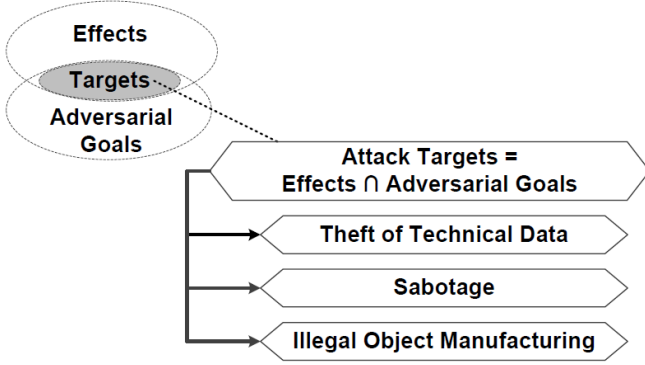 Effects
Targets
Adversarial
Goals
Attack Targets =
Effects ∩ Adversarial Goals
Theft of Technical Data
Sabotage
Illegal Object Manufacturing